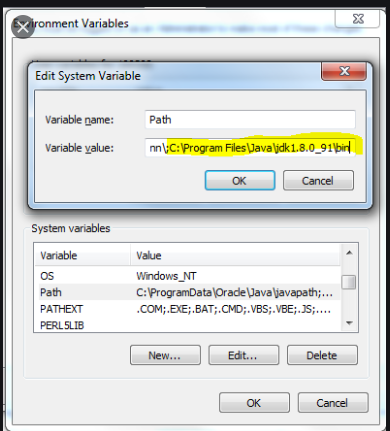 Environment Variables
Edit System Variable
Variable name: Path
Variable value: nn\;C:\Program Files\Java\jdk1.8.0_91\bin
OK Cancel
System variables
Variable Value
OS Windows_NT
Path C:\ProgramData\Oracle\Java\javapath;...
PATHEXT .COM;.EXE;.BAT;.CMD;.VBS;.VBE;.JS;....
PERL5LIB
New... Edit... Delete
OK Cancel